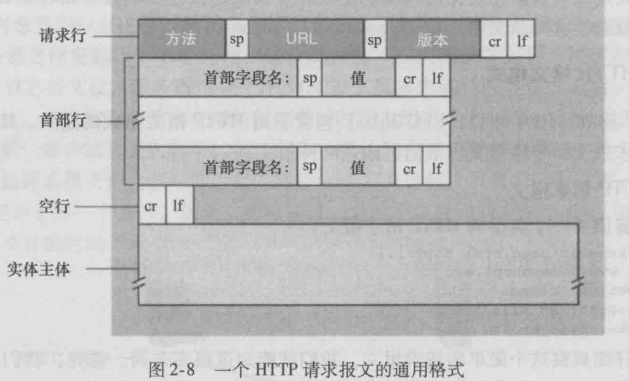 请求行 方法 sp URL sp 版本 cr lf
首部字段名: sp 值 cr lf
首部行
首部字段名: sp 值 cr lf
空行 cr lf
实体主体
图2-8 一个 HTTP 请求报文的通用格式